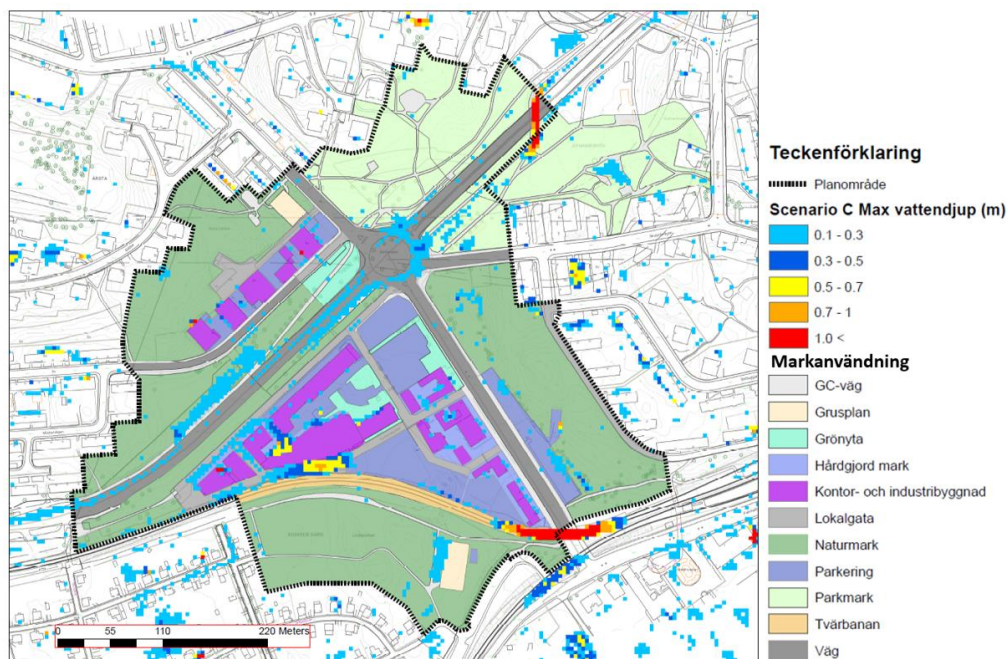 Teckenförklaring
Planområde
Scenario C Max vattendjup (m)
0.1 - 0.3
0.3 - 0.5
0.5 - 0.7
0.7 - 1
1.0 <
Markanvändning
GC-väg
Grusplan
Grönyta
Hårdgjord mark
Kontor- och industribyggnad
Lokalgata
Naturmark
Parkering
Parkmark
Tvärbanan
Väg
0 55 110 220 Meters